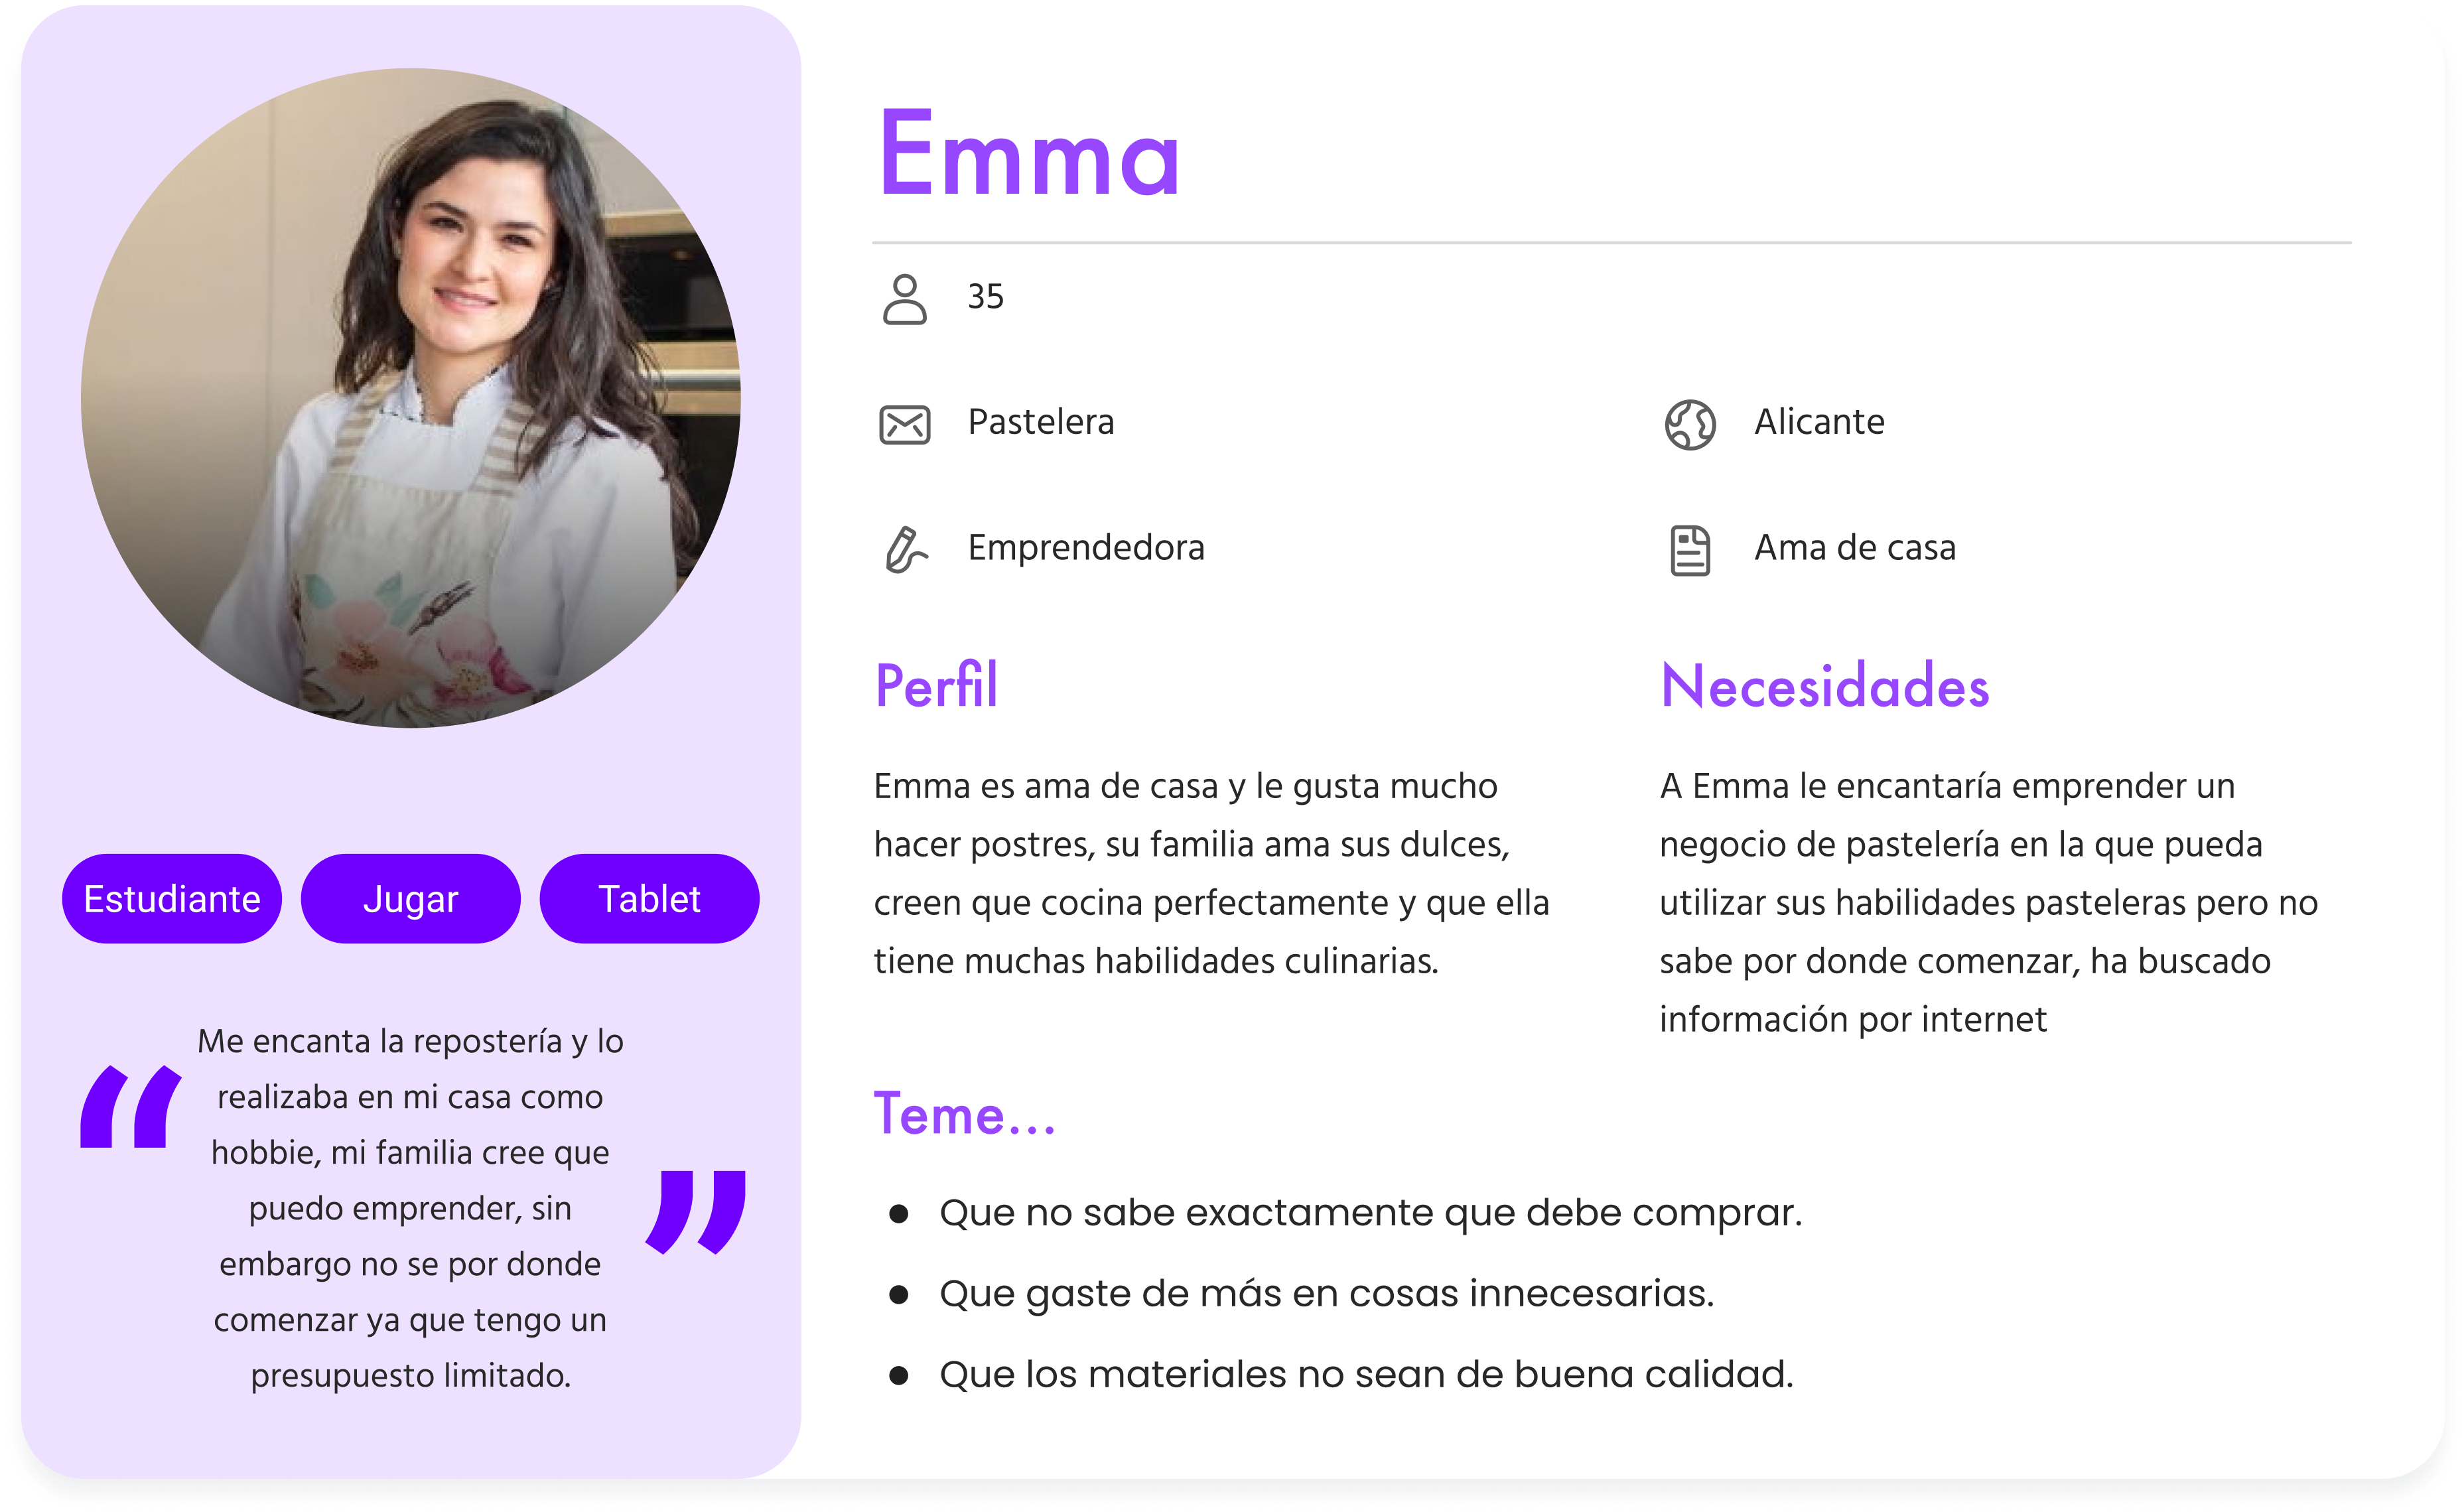 Estudiante
Jugar
Tablet
“
Me encanta la repostería y lo
realizaba en mi casa como
hobbie, mi familia cree que
puedo emprender, sin
embargo no se por donde
comenzar ya que tengo un
presupuesto limitado.
”
Emma
35
Pastelera
Alicante
Emprendedora
Ama de casa
Perfil
Emma es ama de casa y le gusta mucho
hacer postres, su familia ama sus dulces,
creen que cocina perfectamente y que ella
tiene muchas habilidades culinarias.
Necesidades
A Emma le encantaría emprender un
negocio de pastelería en la que pueda
utilizar sus habilidades pasteleras pero no
sabe por donde comenzar, ha buscado
información por internet
Teme...
● Que no sabe exactamente que debe comprar.
● Que gaste de más en cosas innecesarias.
● Que los materiales no sean de buena calidad.